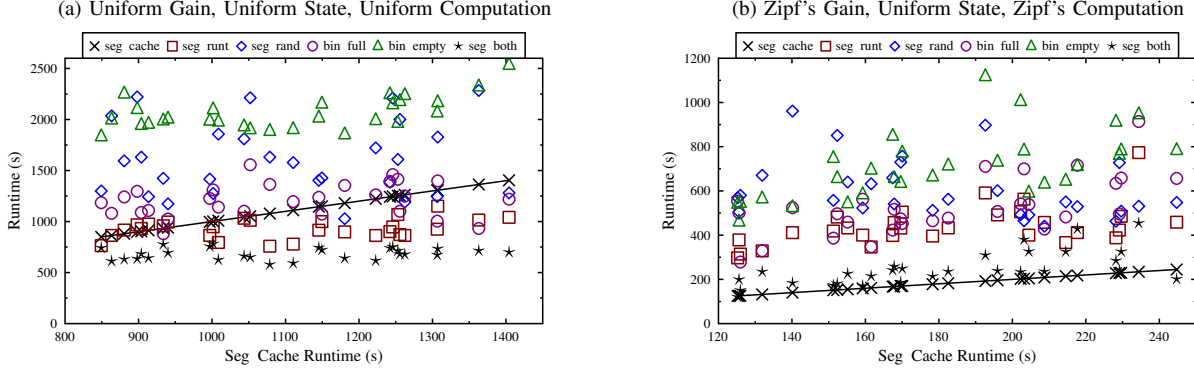 (a) Uniform Gain, Uniform State, Uniform Computation
seg cache seg runt seg rand bin full bin empty seg both
2500
2000
1500
1000
500
0
Runtime (s)
800 900 1000 1100 1200 1300 1400
Seg Cache Runtime (s)
(b) Zipf's Gain, Uniform State, Zipf's Computation
seg cache seg runt seg rand bin full bin empty seg both
1200
1000
800
600
400
200
0
Runtime (s)
120 140 160 180 200 220 240
Seg Cache Runtime (s)